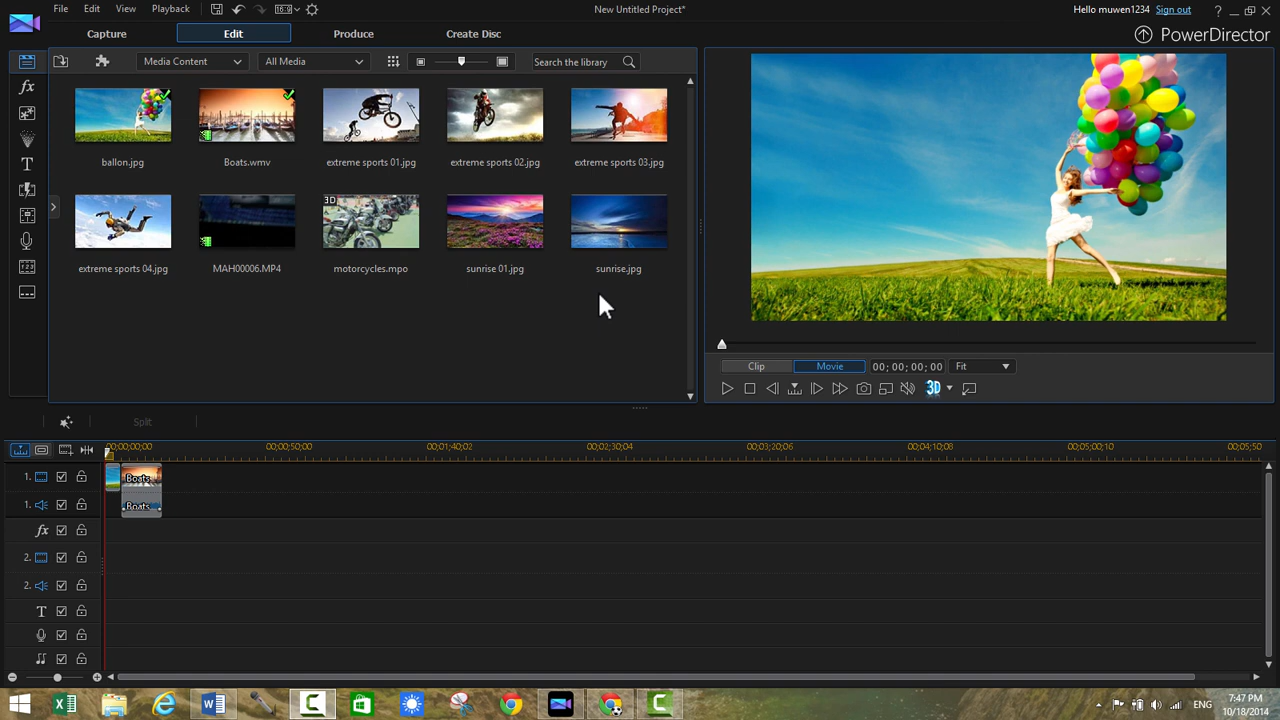 File Edit View Playback 16:9 New Untitled Project* Hello muwen1234 Sign out ?
Capture Edit Produce Create Disc PowerDirector
Media Content All Media Search the library
ballon.jpg Boats.wmv extreme sports 01.jpg extreme sports 02.jpg extreme sports 03.jpg
3D
extreme sports 04.jpg MAH00006.MP4 motorcycles.mpo sunrise 01.jpg sunrise.jpg
Clip Movie 00; 00; 00; 00 Fit
3D
Split
00;00;00;00 00;00;50;00 00;01;40;02 00;02;30;04 00;03;20;06 00;04;10;08 00;05;00;10 00;05;50
1. Boats
1. Boats
fx
2.
2.
T
7:47 PM
ENG
10/18/2014